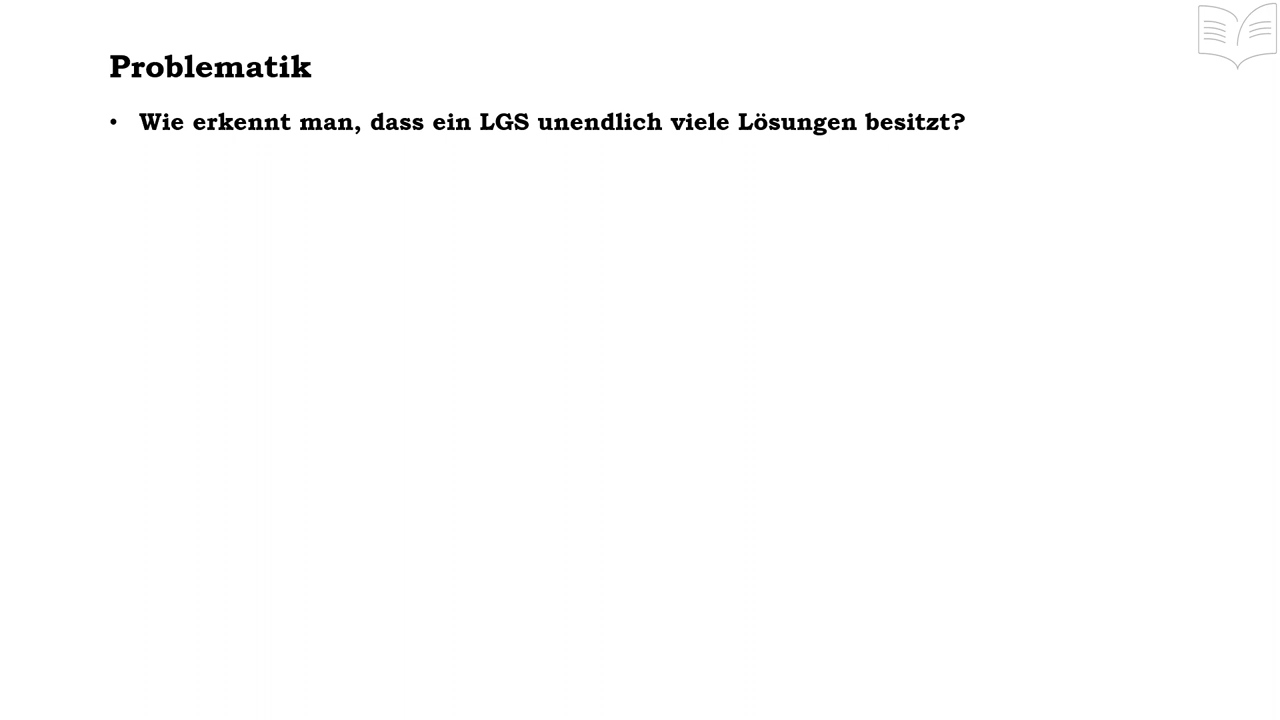 Problematik
• Wie erkennt man, dass ein LGS unendlich viele Lösungen besitzt?